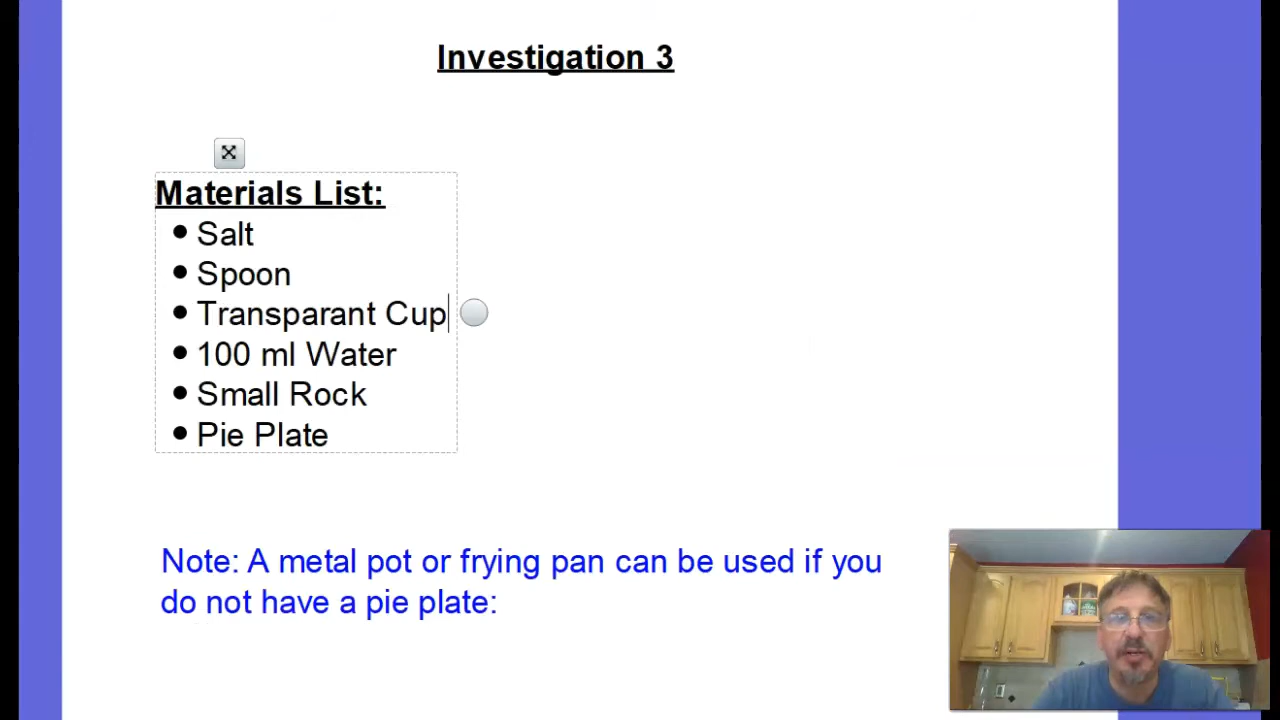 Investigation 3
Materials List:
• Salt
• Spoon
• Transparant Cup
• 100 ml Water
• Small Rock
• Pie Plate
Note: A metal pot or frying pan can be used if you
do not have a pie plate: